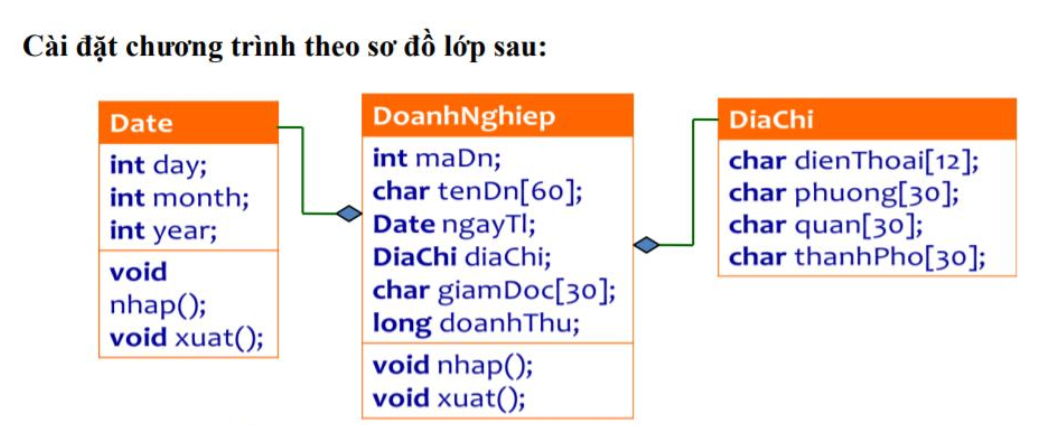 Cài đặt chương trình theo sơ đồ lớp sau:
Date
int day;
int month;
int year;
void
nhap();
void xuat();
DoanhNghiep
int maDn;
char tenDn[60];
Date ngayTl;
DiaChi diaChi;
char giamDoc[30];
long doanhThu;
void nhap();
void xuat();
DiaChi
char dienThoai[12];
char phuong[30];
char quan[30];
char thanhPho[30];